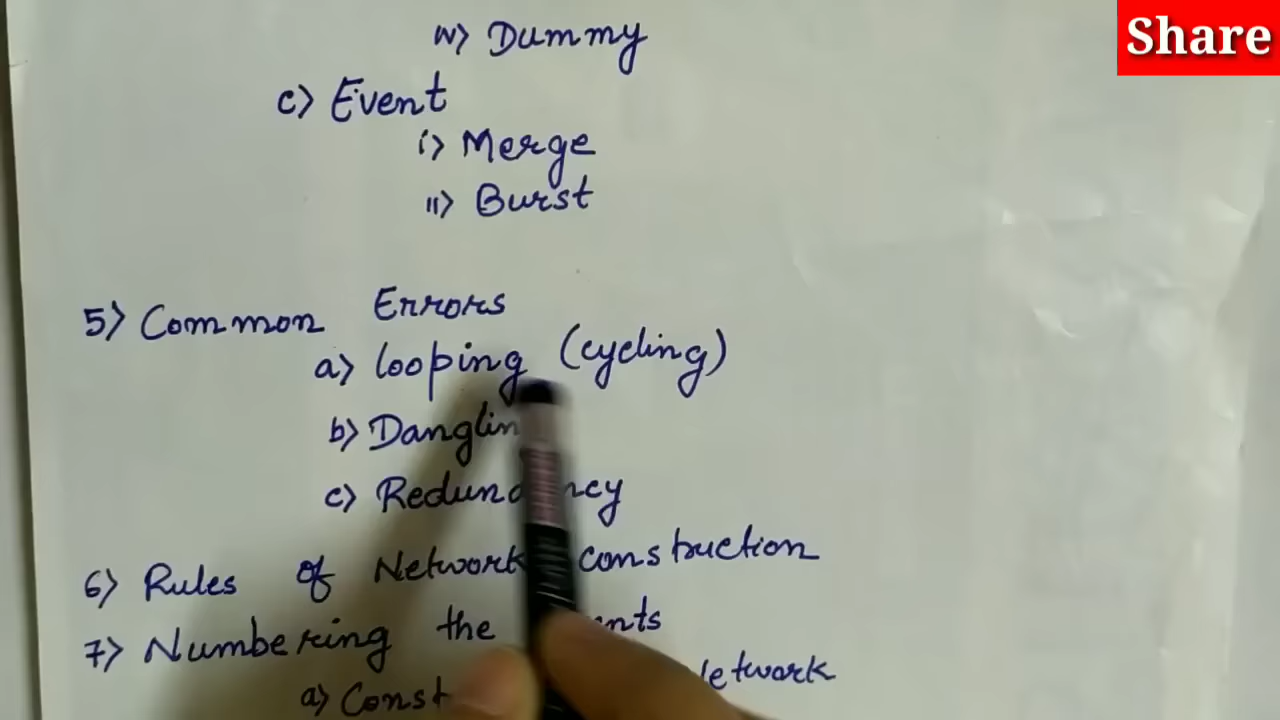 Share
iv) Dummy
c) Event
i) Merge
ii) Burst
5) Common Errors
a) Looping (cycling)
b) Danglin
c) Redun ncy
6) Rules of Network construction
7) Numbering the nts
a) Const etwork